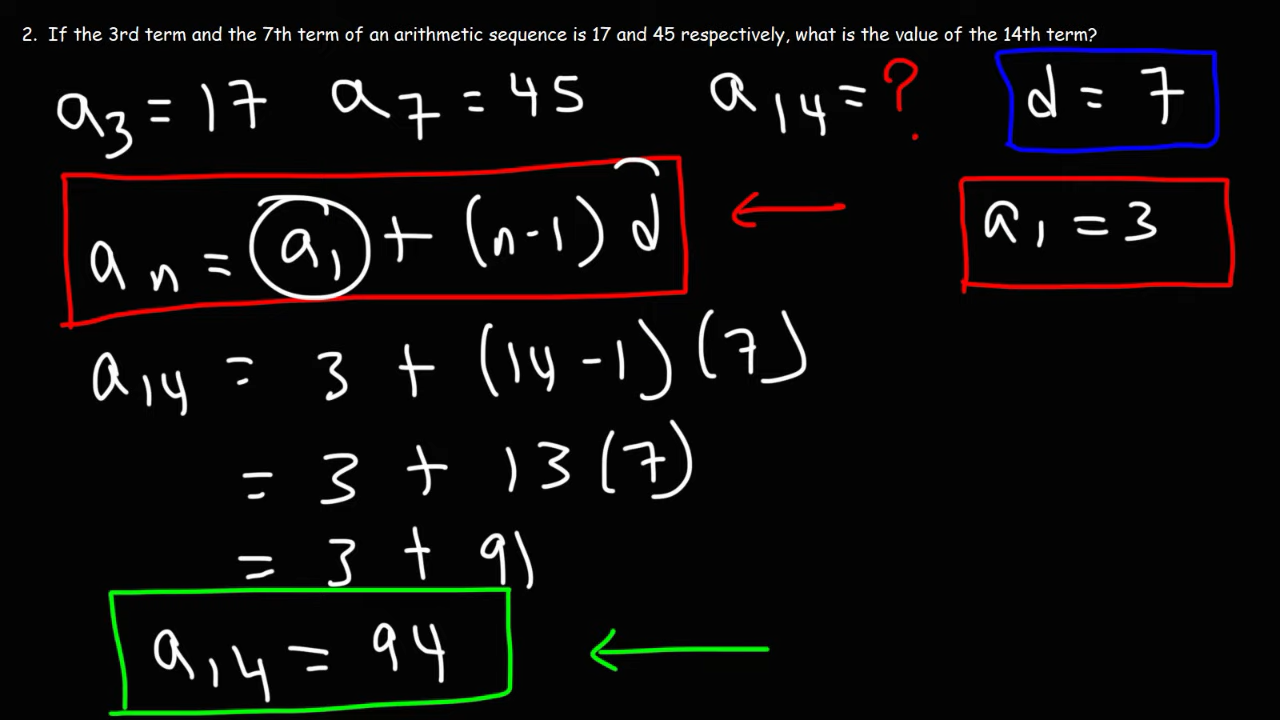 2. If the 3rd term and the 7th term of an arithmetic sequence is 17 and 45 respectively, what is the value of the 14th term?
a₃ = 17 a₇ = 45 a₁₄ = ? d = 7
aₙ = a₁ + (n-1) d
a₁ = 3
a₁₄ = 3 + (14 - 1) (7)
= 3 + 13 (7)
= 3 + 91
a₁₄ = 94